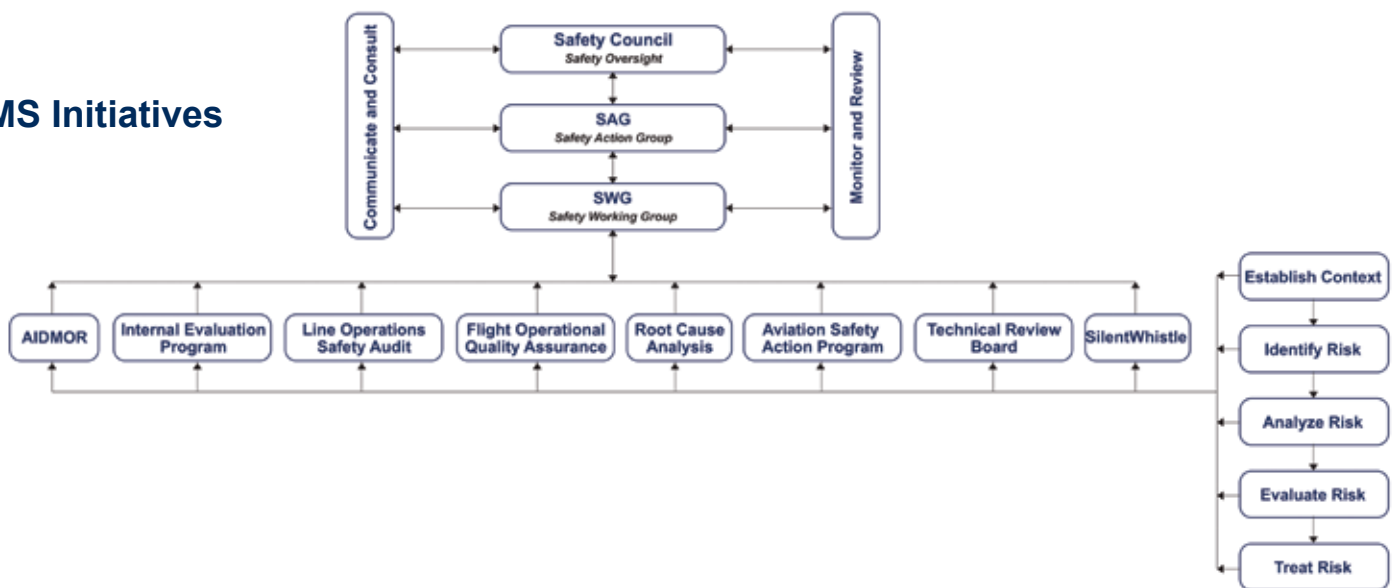 MS Initiatives
Communicate and Consult
Safety Council
Safety Oversight
SAG
Safety Action Group
SWG
Safety Working Group
Monitor and Review
AIDMOR
Internal Evaluation
Program
Line Operations
Safety Audit
Flight Operational
Quality Assurance
Root Cause
Analysis
Aviation Safety
Action Program
Technical Review
Board
SilentWhistle
Establish Context
Identify Risk
Analyze Risk
Evaluate Risk
Treat Risk